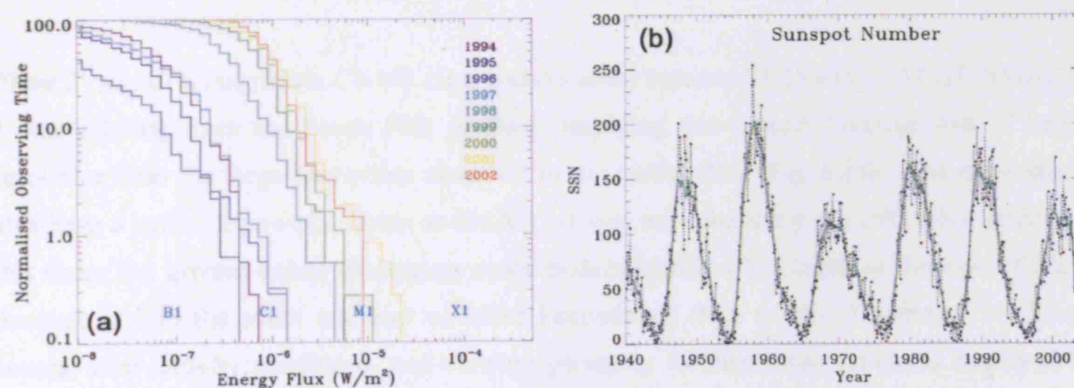 (a)
Normalised Observing Time
100.0
10.0
1.0
0.1
1994
1995
1996
1997
1998
1999
2000
2001
2002
B1 C1 M1 X1
10⁻⁸ 10⁻⁷ 10⁻⁶ 10⁻⁵ 10⁻⁴
Energy Flux (W/m²)
(b)
Sunspot Number
SSN
300
250
200
150
100
50
0
1940 1950 1960 1970 1980 1990 2000
Year